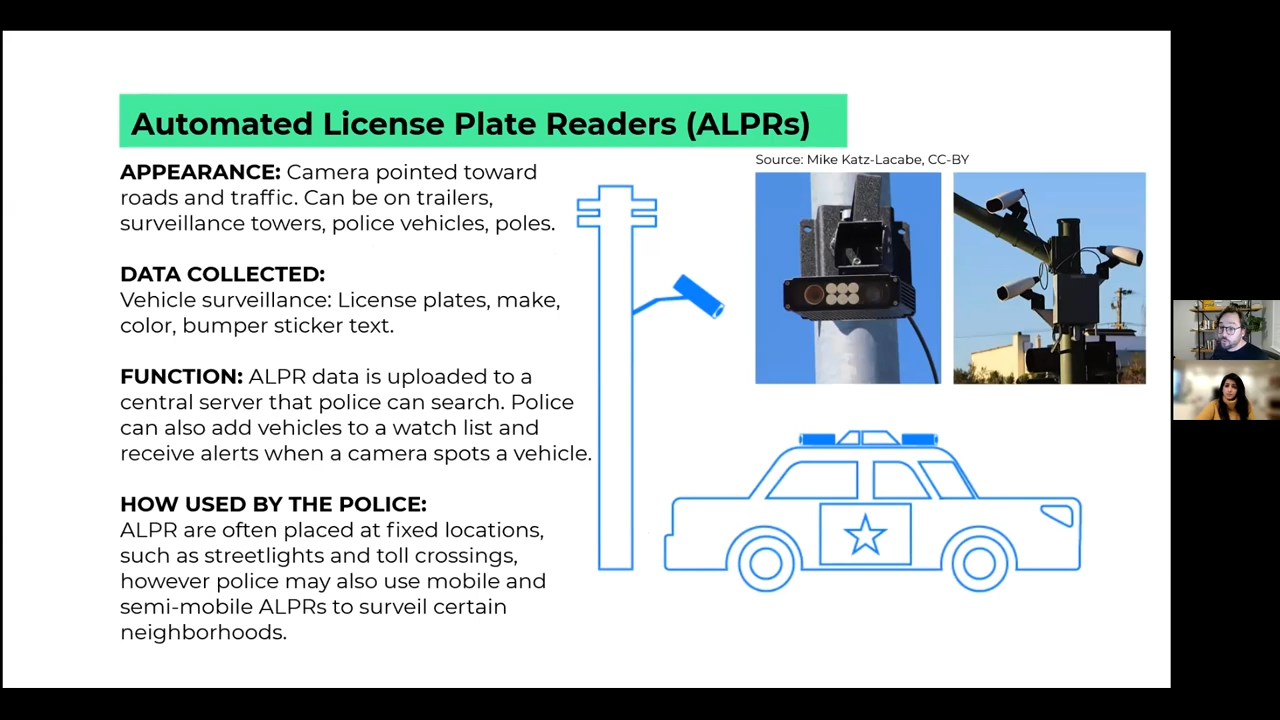 Automated License Plate Readers (ALPRs)
APPEARANCE: Camera pointed toward
roads and traffic. Can be on trailers,
surveillance towers, police vehicles, poles.
DATA COLLECTED:
Vehicle surveillance: License plates, make,
color, bumper sticker text.
FUNCTION: ALPR data is uploaded to a
central server that police can search. Police
can also add vehicles to a watch list and
receive alerts when a camera spots a vehicle.
HOW USED BY THE POLICE:
ALPR are often placed at fixed locations,
such as streetlights and toll crossings,
however police may also use mobile and
semi-mobile ALPRs to surveil certain
neighborhoods.
Source: Mike Katz-Lacabe, CC-BY